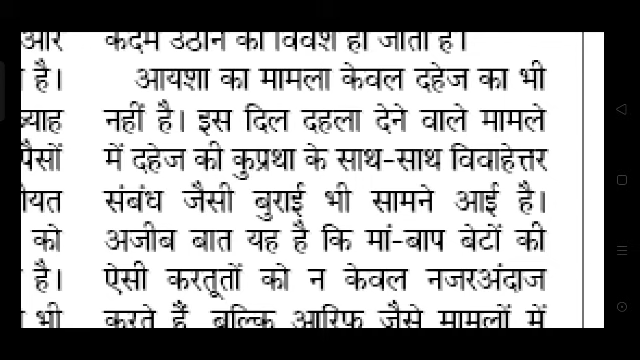 और
है।
ब्याह
पैसों
को
है।
भी
कदम उठाने को विवश हो जाता है।
आयशा का मामला केवल दहेज का भी
नहीं है। इस दिल दहला देने वाले मामले
में दहेज की कुप्रथा के साथ-साथ विवाहेत्तर
संबंध जैसी बुराई भी सामने आई है।
अजीब बात यह है कि मां-बाप बेटों की
ऐसी करतूतों को न केवल नजरअंदाज
करते हैं, बल्कि आरिफ जैसे मामलों में